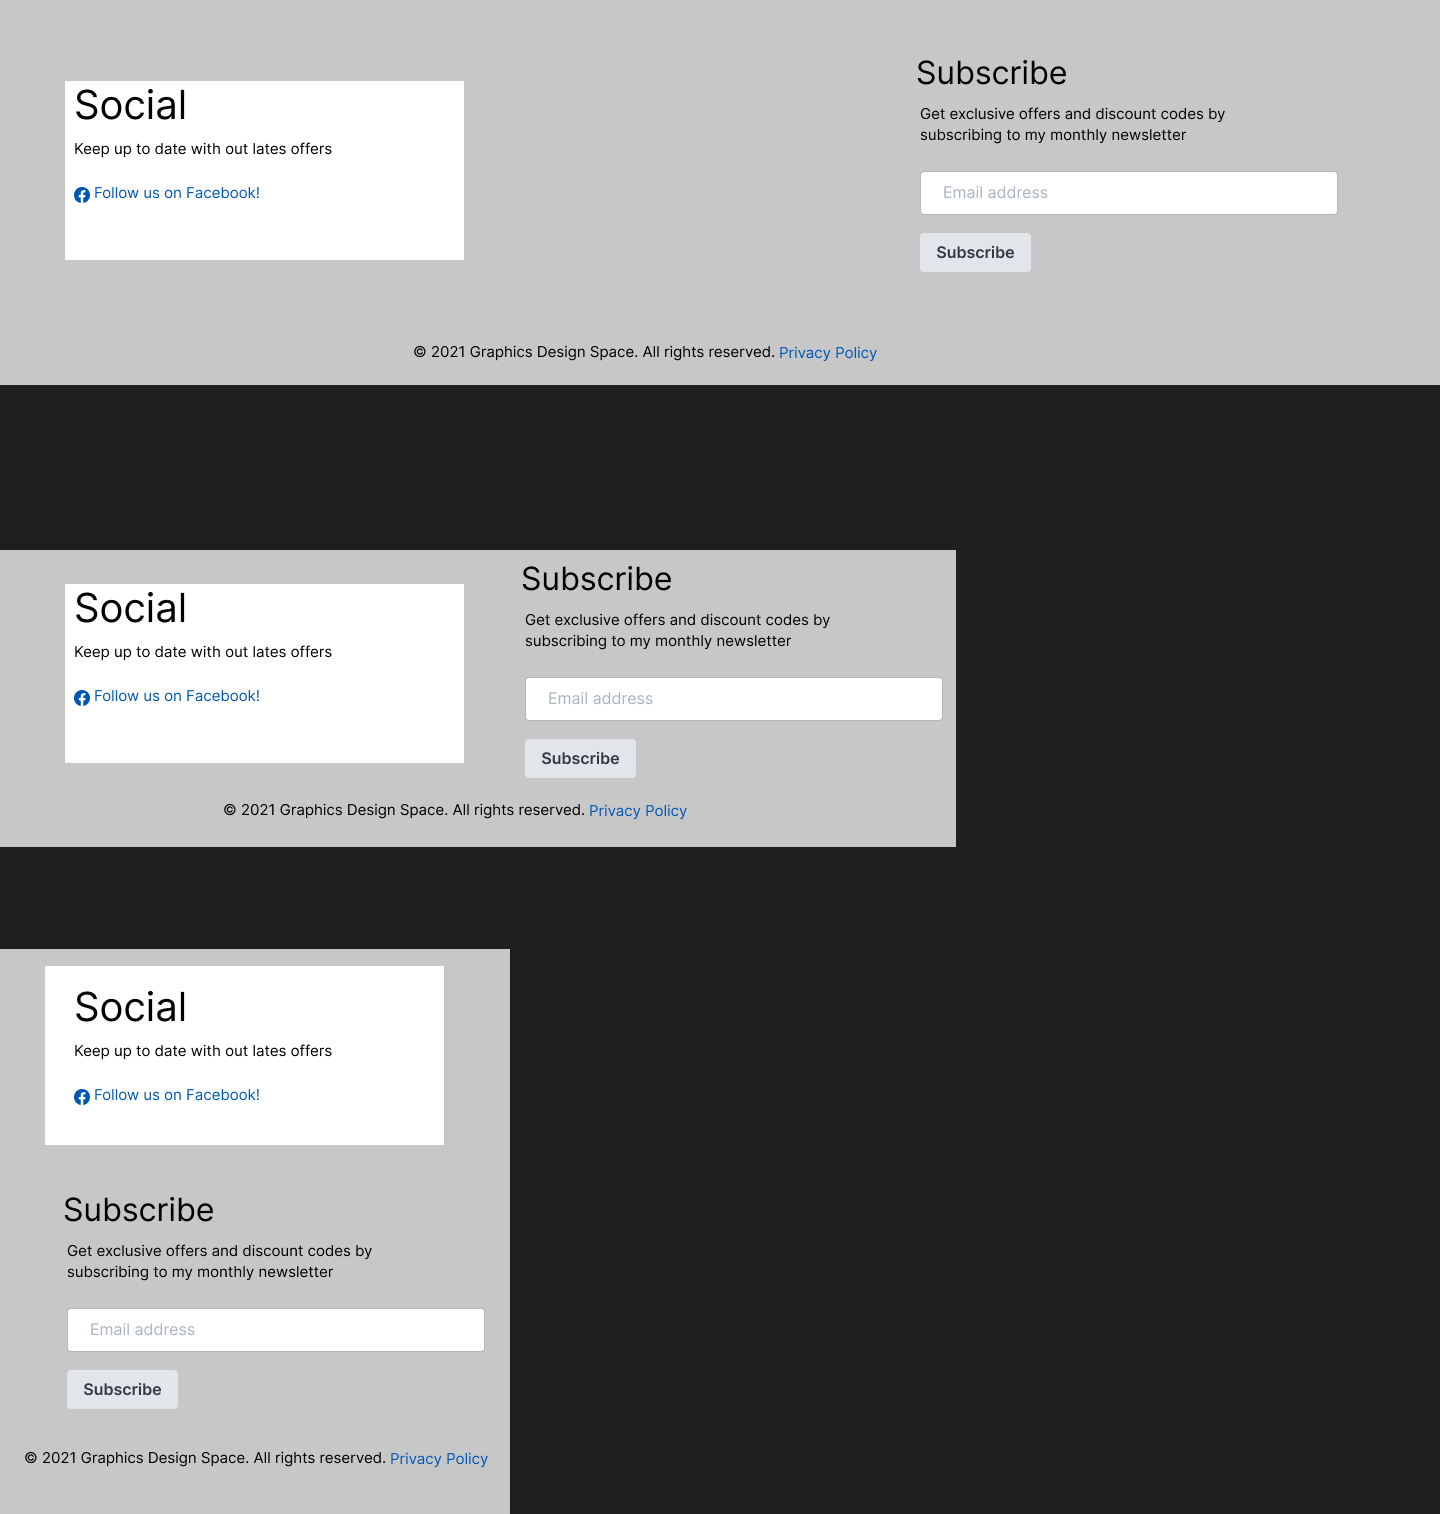 Social
Keep up to date with out lates offers
Follow us on Facebook!
Subscribe
Get exclusive offers and discount codes by
subscribing to my monthly newsletter
Email address
Subscribe
© 2021 Graphics Design Space. All rights reserved. Privacy Policy
Social
Keep up to date with out lates offers
Follow us on Facebook!
Subscribe
Get exclusive offers and discount codes by
subscribing to my monthly newsletter
Email address
Subscribe
© 2021 Graphics Design Space. All rights reserved. Privacy Policy
Social
Keep up to date with out lates offers
Follow us on Facebook!
Subscribe
Get exclusive offers and discount codes by
subscribing to my monthly newsletter
Email address
Subscribe
© 2021 Graphics Design Space. All rights reserved. Privacy Policy